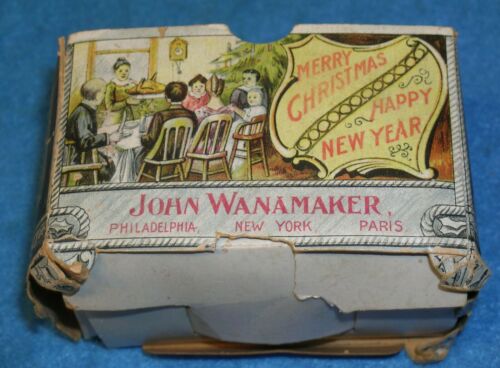 MERRY
CHRISTMAS
HAPPY
NEW YEAR
JOHN WANAMAKER,
PHILADELPHIA, NEW YORK PARIS